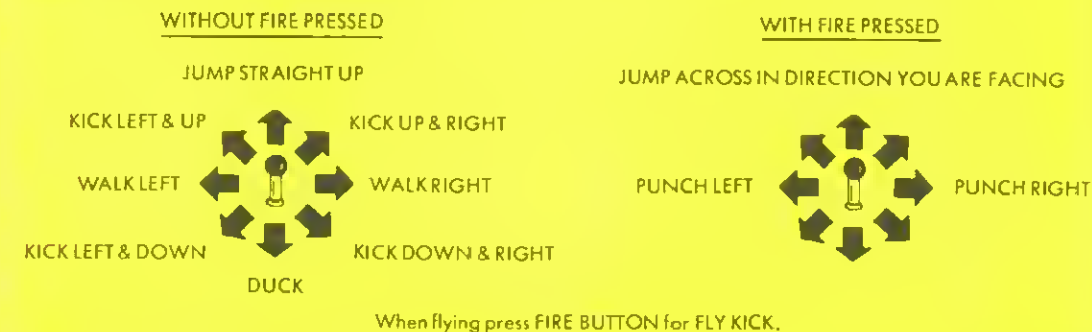 WITHOUT FIRE PRESSED
JUMP STRAIGHT UP
KICK LEFT & UP
KICK UP & RIGHT
WALK LEFT
WALK RIGHT
KICK LEFT & DOWN
KICK DOWN & RIGHT
DUCK
WITH FIRE PRESSED
JUMP ACROSS IN DIRECTION YOU ARE FACING
PUNCH LEFT
PUNCH RIGHT
When flying press FIRE BUTTON for FLY KICK.